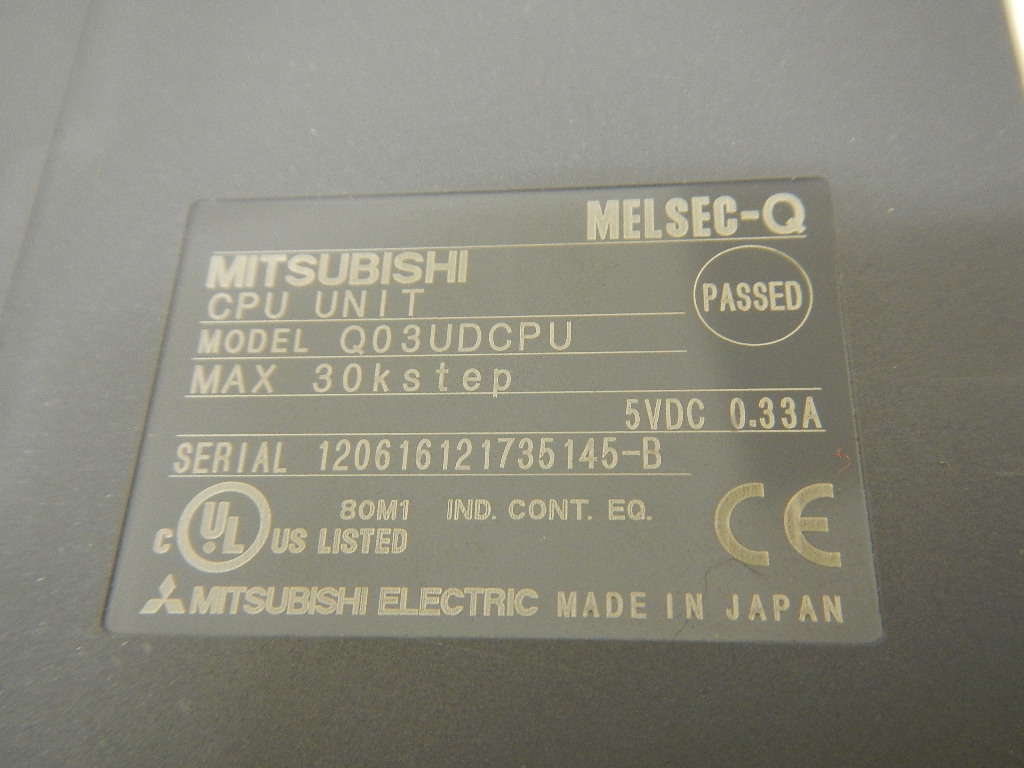 MELSEC-Q
MITSUBISHI
CPU UNIT
PASSED
MODEL Q03UDCPU
MAX 30kstep
5VDC 0.33A
SERIAL 120616121735145-B
80M1 IND. CONT. EQ.
C UL US LISTED
CE
MITSUBISHI ELECTRIC MADE IN JAPAN